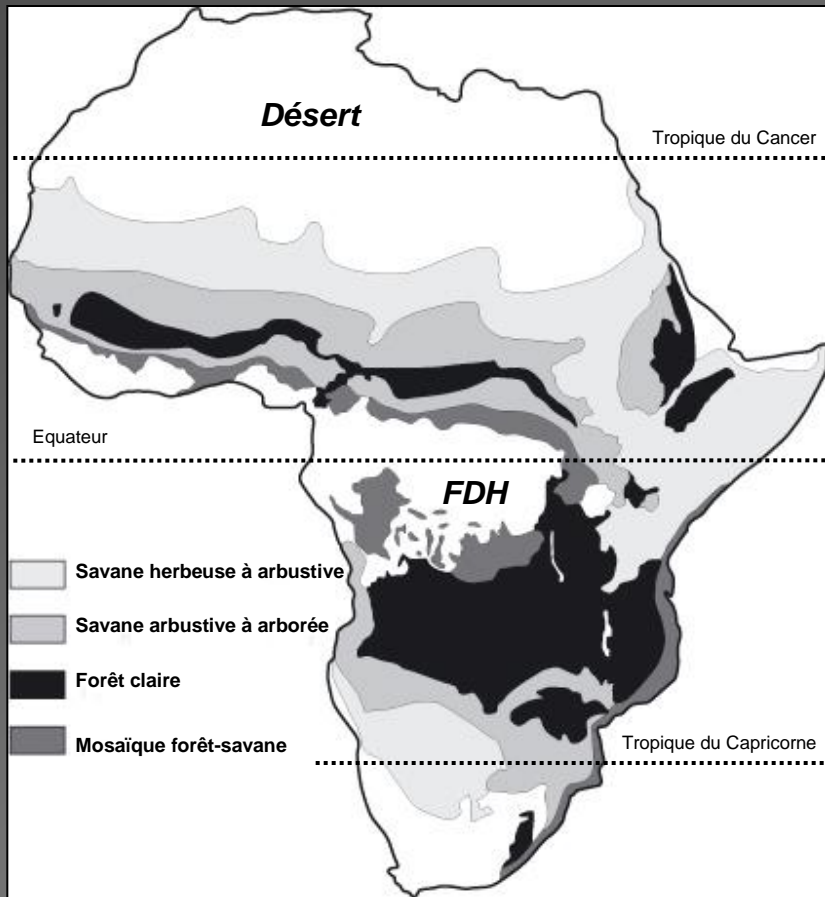 Désert
Tropique du Cancer
Equateur
FDH
Savane herbeuse à arbustive
Savane arbustive à arborée
Forêt claire
Mosaïque forêt-savane
Tropique du Capricorne